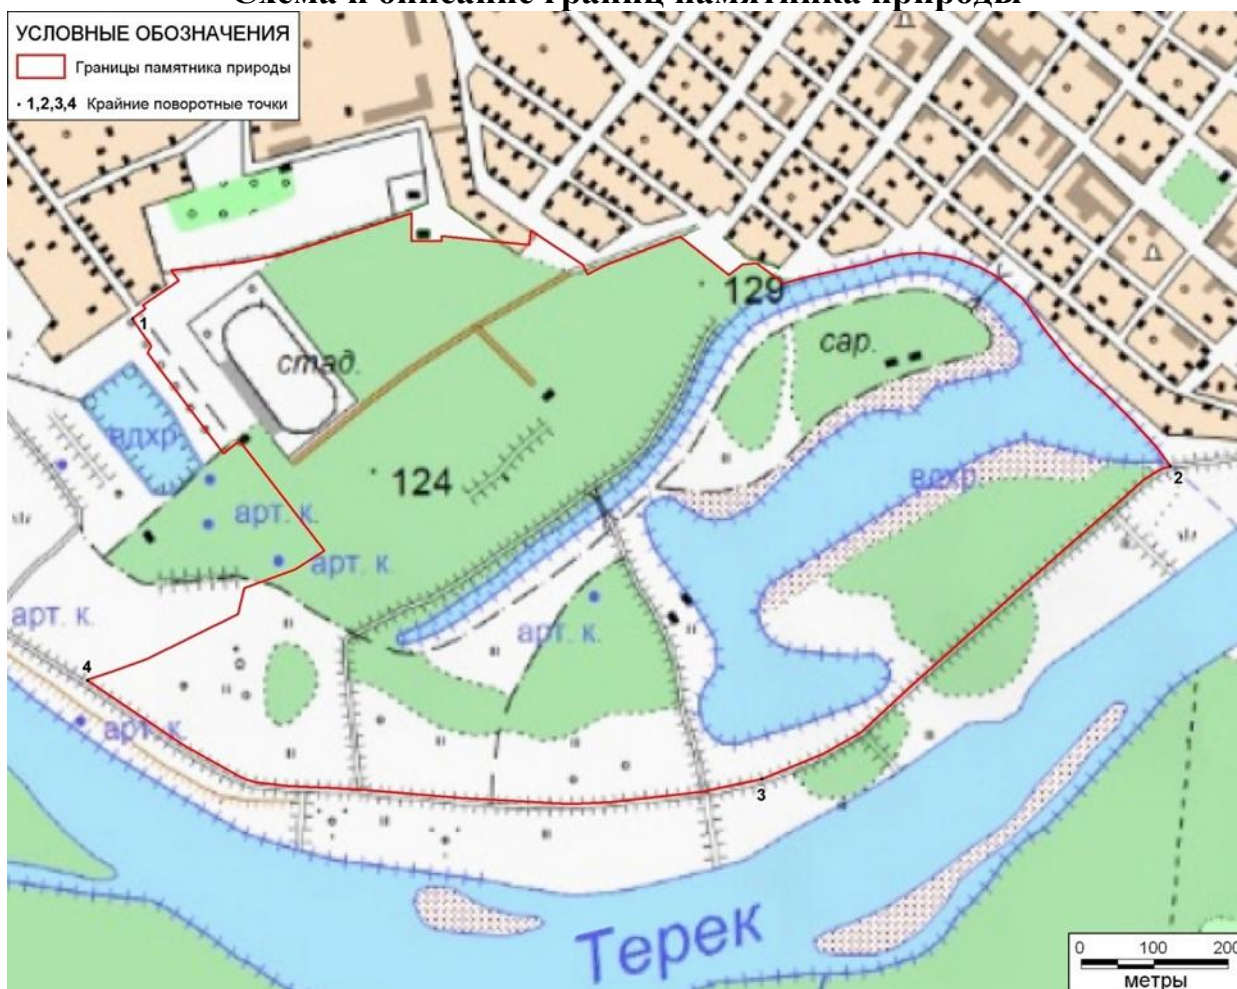 Схема и описание границ памятника природы
УСЛОВНЫЕ ОБОЗНАЧЕНИЯ
Границы памятника природы
· 1,2,3,4 Крайние поворотные точки
129
1
стад.
сар.
вдхр.
124
вдхр.
2
арт. к.
арт. к.
арт. к.
арт. к.
4
арт. к.
3
Терек
0 100 200
метры